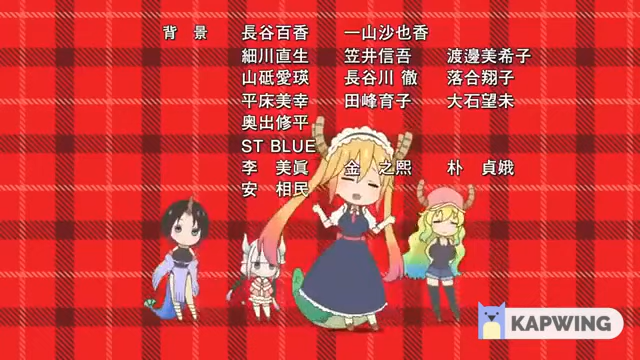 背　景　長谷百香　一山沙也香
細川直生　笠井信吾　渡邊美希子
山砥愛瑛　長谷川 徹　落合翔子
平床美幸　田峰育子　大石望未
奥出修平
ST BLUE
李　美眞　金　之熙　朴　貞娥
安　相民
KAPWING